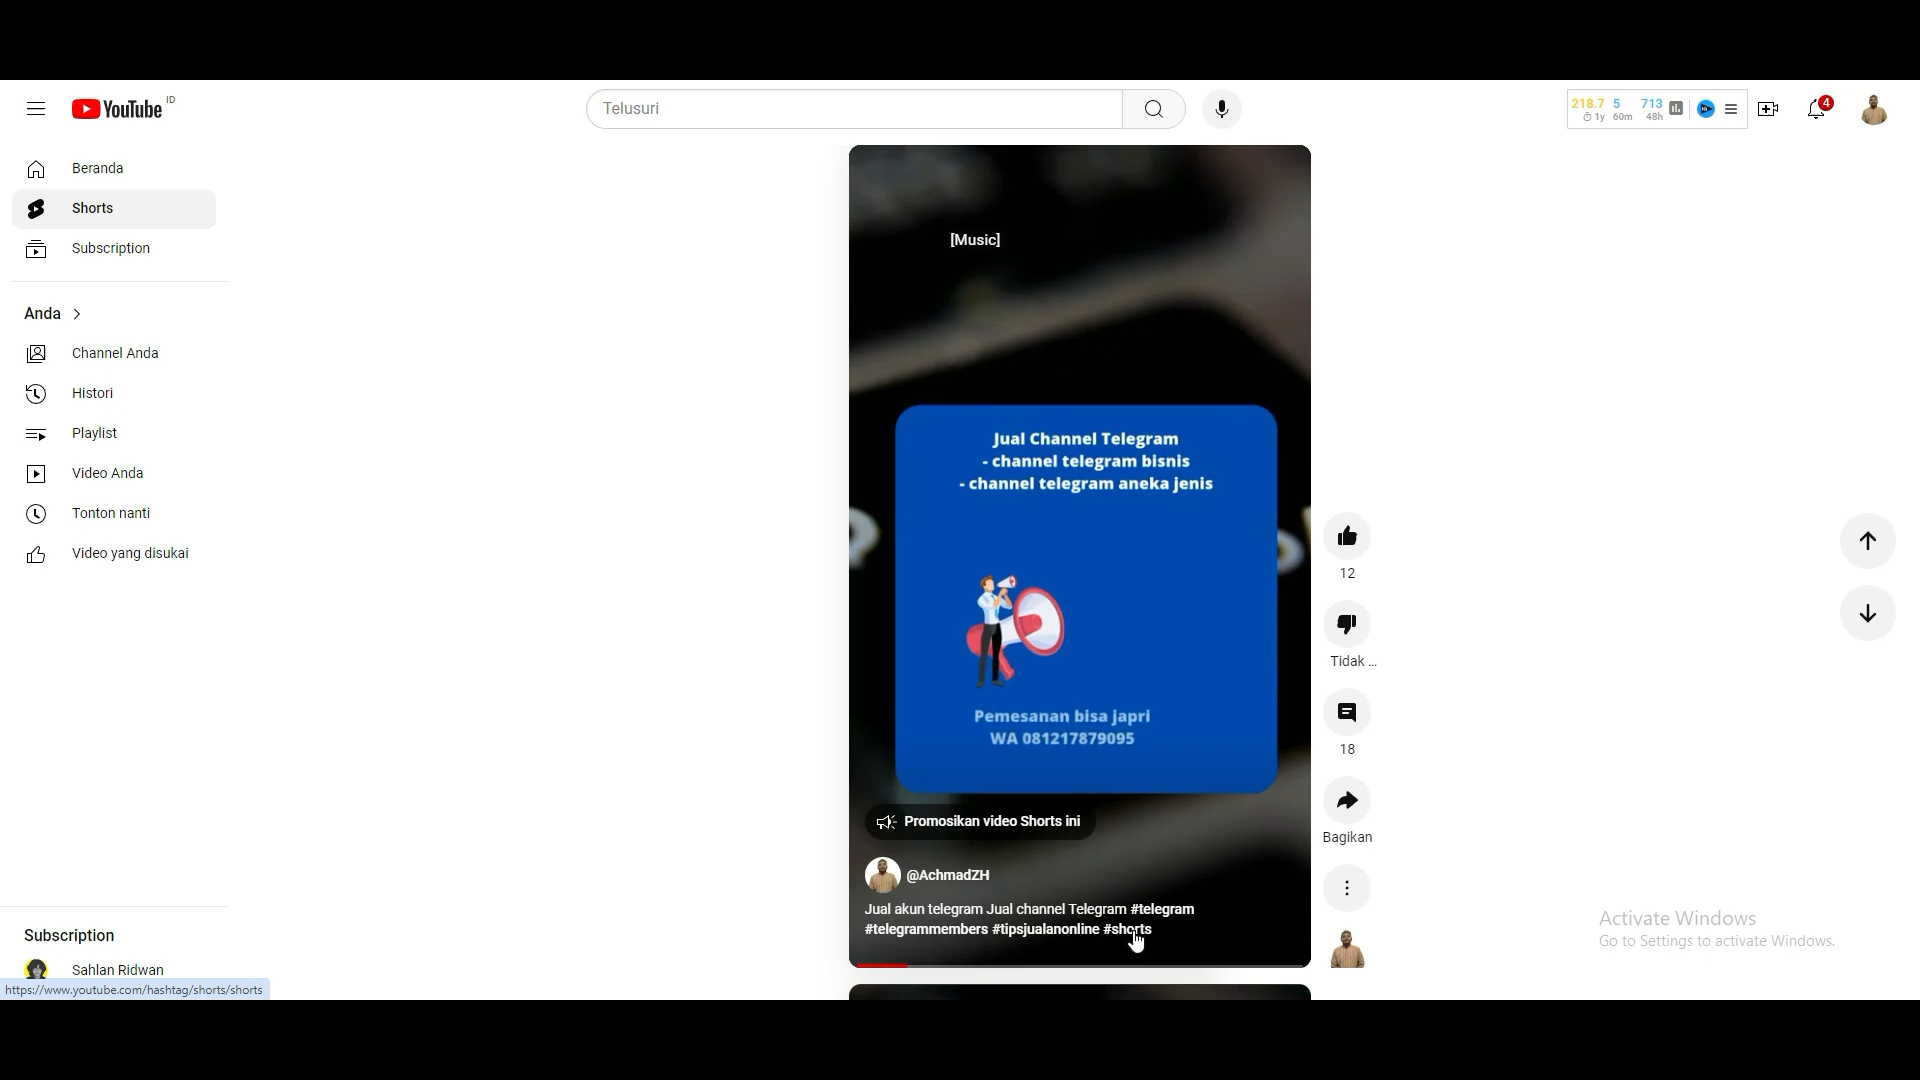 YouTube ID
Telusuri
218.7 5 713
1y 60m 48h
4
Beranda
Shorts
Subscription
Anda
Channel Anda
Histori
Playlist
Video Anda
Tonton nanti
Video yang disukai
Subscription
Sahlan Ridwan
https://www.youtube.com/hashtag/shorts/shorts
[Music]
Jual Channel Telegram
- channel telegram bisnis
- channel telegram aneka jenis
Pemesanan bisa japri
WA 081217879095
Promosikan video Shorts ini
@AchmadZH
Jual akun telegram Jual channel Telegram #telegram
#telegrammembers #tipsjualanonline #shorts
12
Tidak ...
18
Bagikan
Activate Windows
Go to Settings to activate Windows.